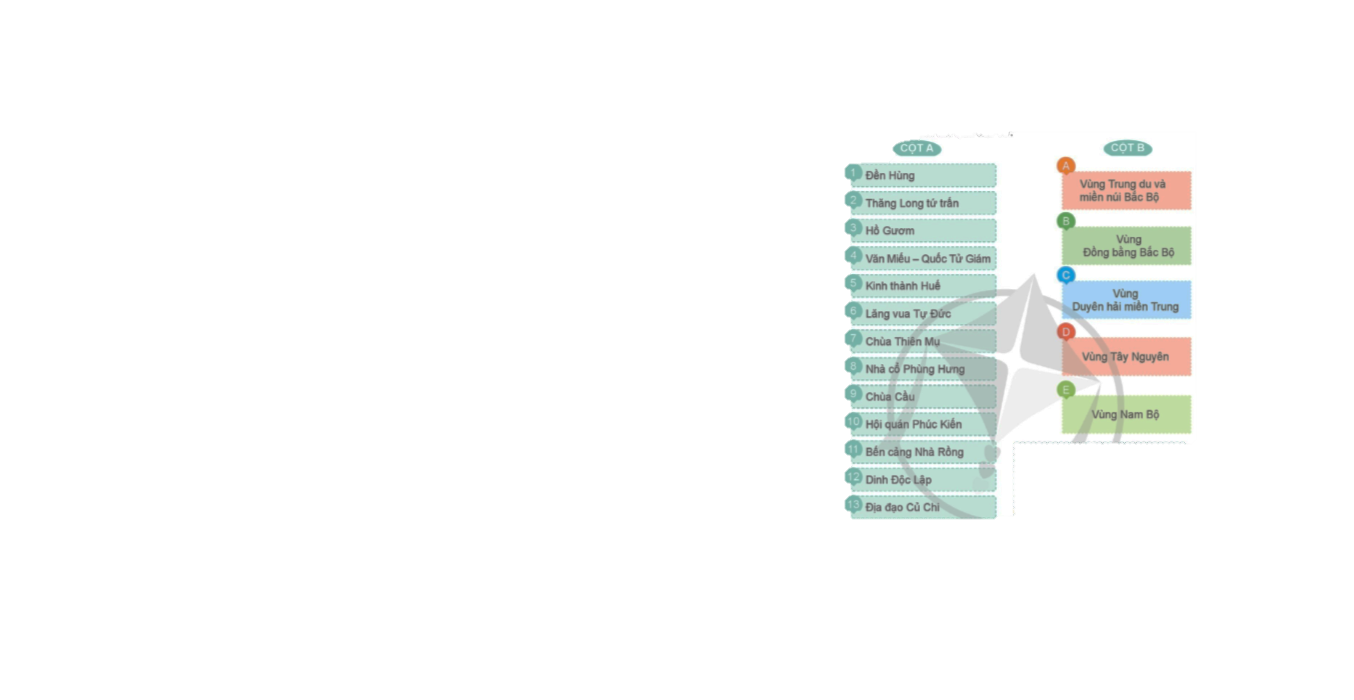 CỘT A
1
Đền Hùng
2
Thăng Long tứ trấn
3
Hồ Gươm
4
Văn Miếu – Quốc Tử Giám
5
Kinh thành Huế
6
Lăng vua Tự Đức
7
Chùa Thiên Mụ
8
Nhà cổ Phùng Hưng
9
Chùa Cầu
10
Hội quán Phúc Kiến
11
Bến cảng Nhà Rồng
12
Dinh Độc Lập
13
Địa đạo Củ Chi
CỘT B
A
Vùng Trung du và
miền núi Bắc Bộ
B
Vùng
Đồng bằng Bắc Bộ
C
Vùng
Duyên hải miền Trung
D
Vùng Tây Nguyên
E
Vùng Nam Bộ